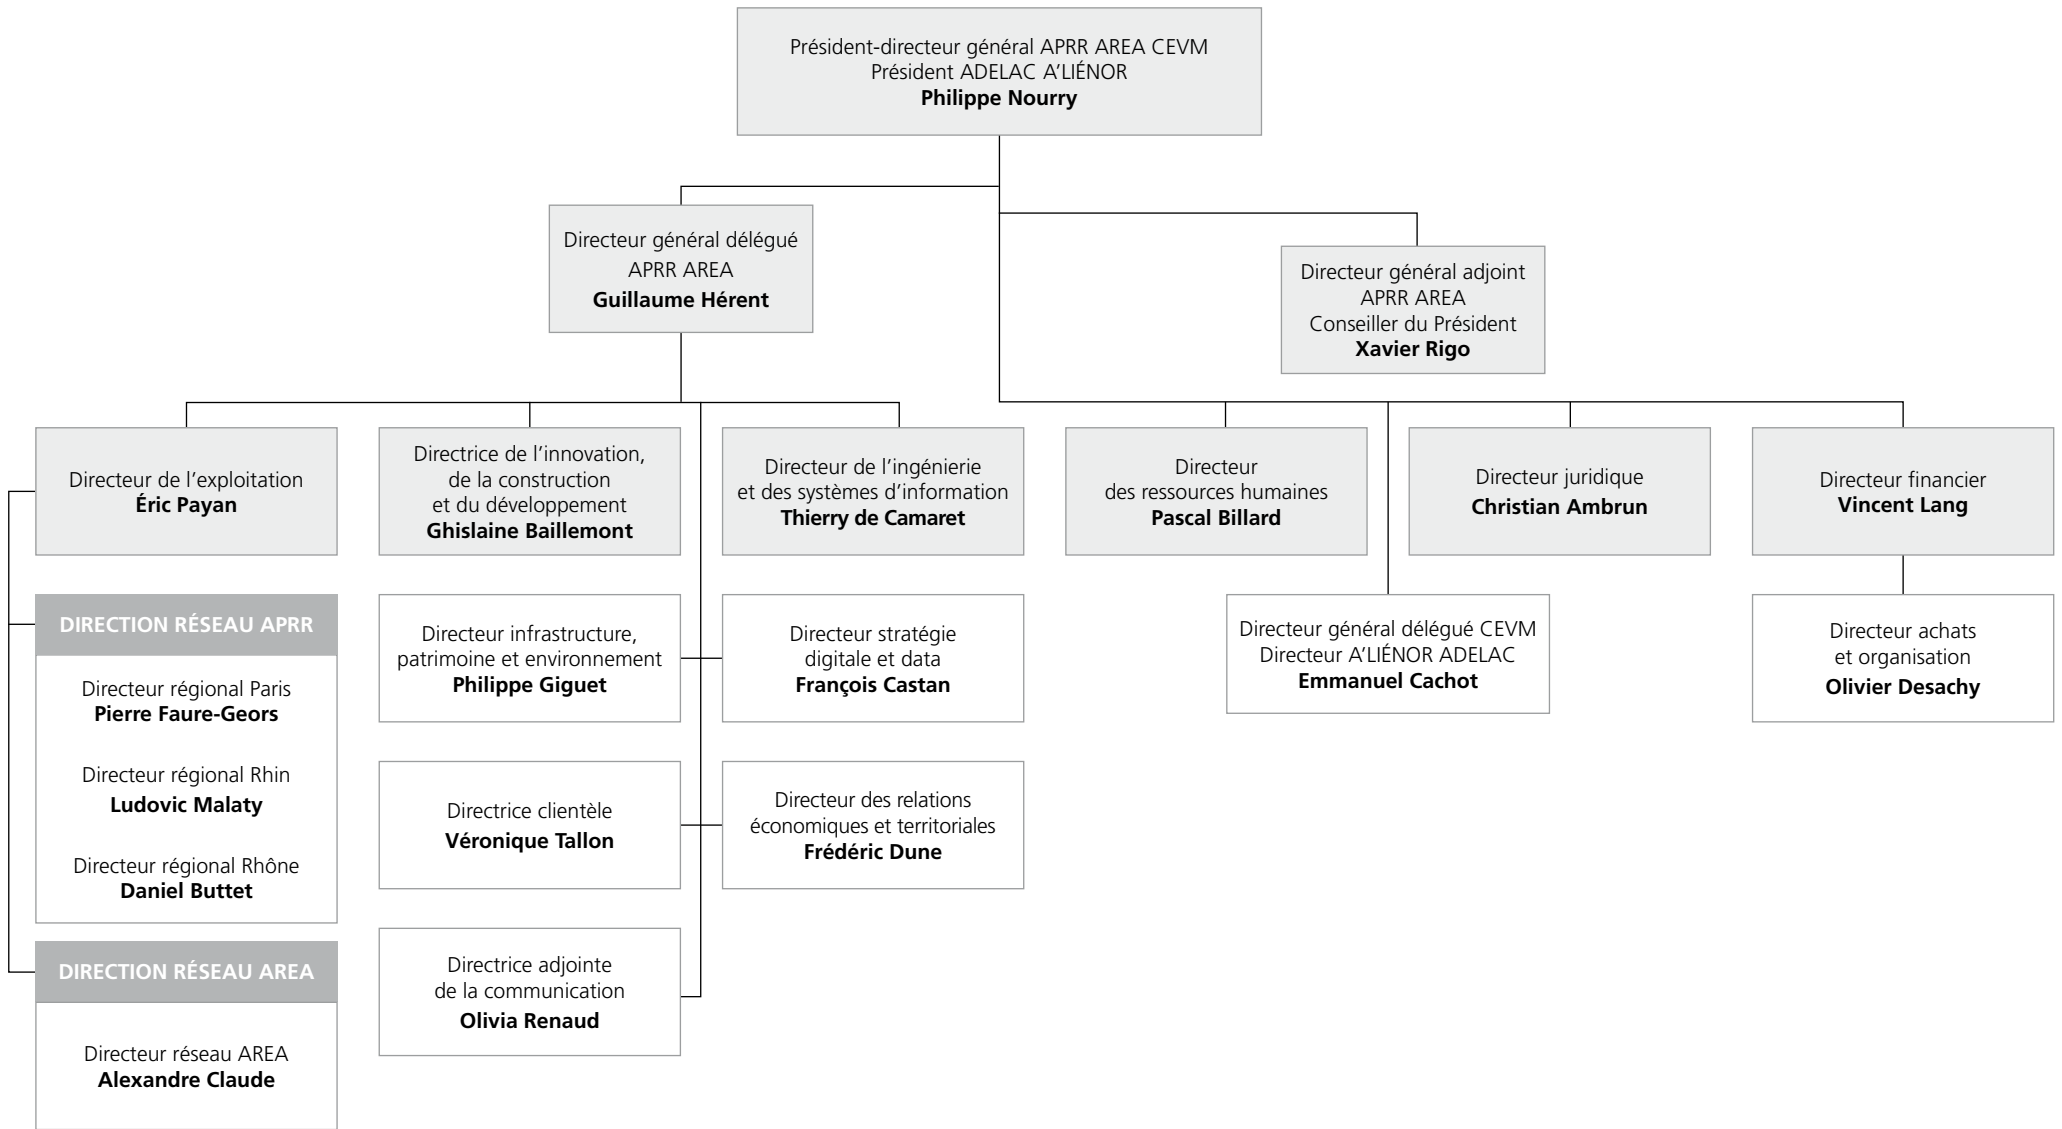 Président-directeur général APRR AREA CEVM
Président ADELAC A'LIÉNOR
Philippe Nourry
Directeur général délégué
APRR AREA
Guillaume Hérent
Directeur général adjoint
APRR AREA
Conseiller du Président
Xavier Rigo
Directeur de l'exploitation
Éric Payan
Directrice de l'innovation,
de la construction
et du développement
Ghislaine Baillemont
Directeur de l'ingénierie
et des systèmes d'information
Thierry de Camaret
Directeur
des ressources humaines
Pascal Billard
Directeur juridique
Christian Ambrun
Directeur financier
Vincent Lang
DIRECTION RÉSEAU APRR
Directeur régional Paris
Pierre Faure-Geors
Directeur régional Rhin
Ludovic Malaty
Directeur régional Rhône
Daniel Buttet
DIRECTION RÉSEAU AREA
Directeur réseau AREA
Alexandre Claude
Directeur infrastructure,
patrimoine et environnement
Philippe Giguet
Directeur stratégie
digitale et data
François Castan
Directrice clientèle
Véronique Tallon
Directeur des relations
économiques et territoriales
Frédéric Dune
Directrice adjointe
de la communication
Olivia Renaud
Directeur général délégué CEVM
Directeur A'LIÉNOR ADELAC
Emmanuel Cachot
Directeur achats
et organisation
Olivier Desachy